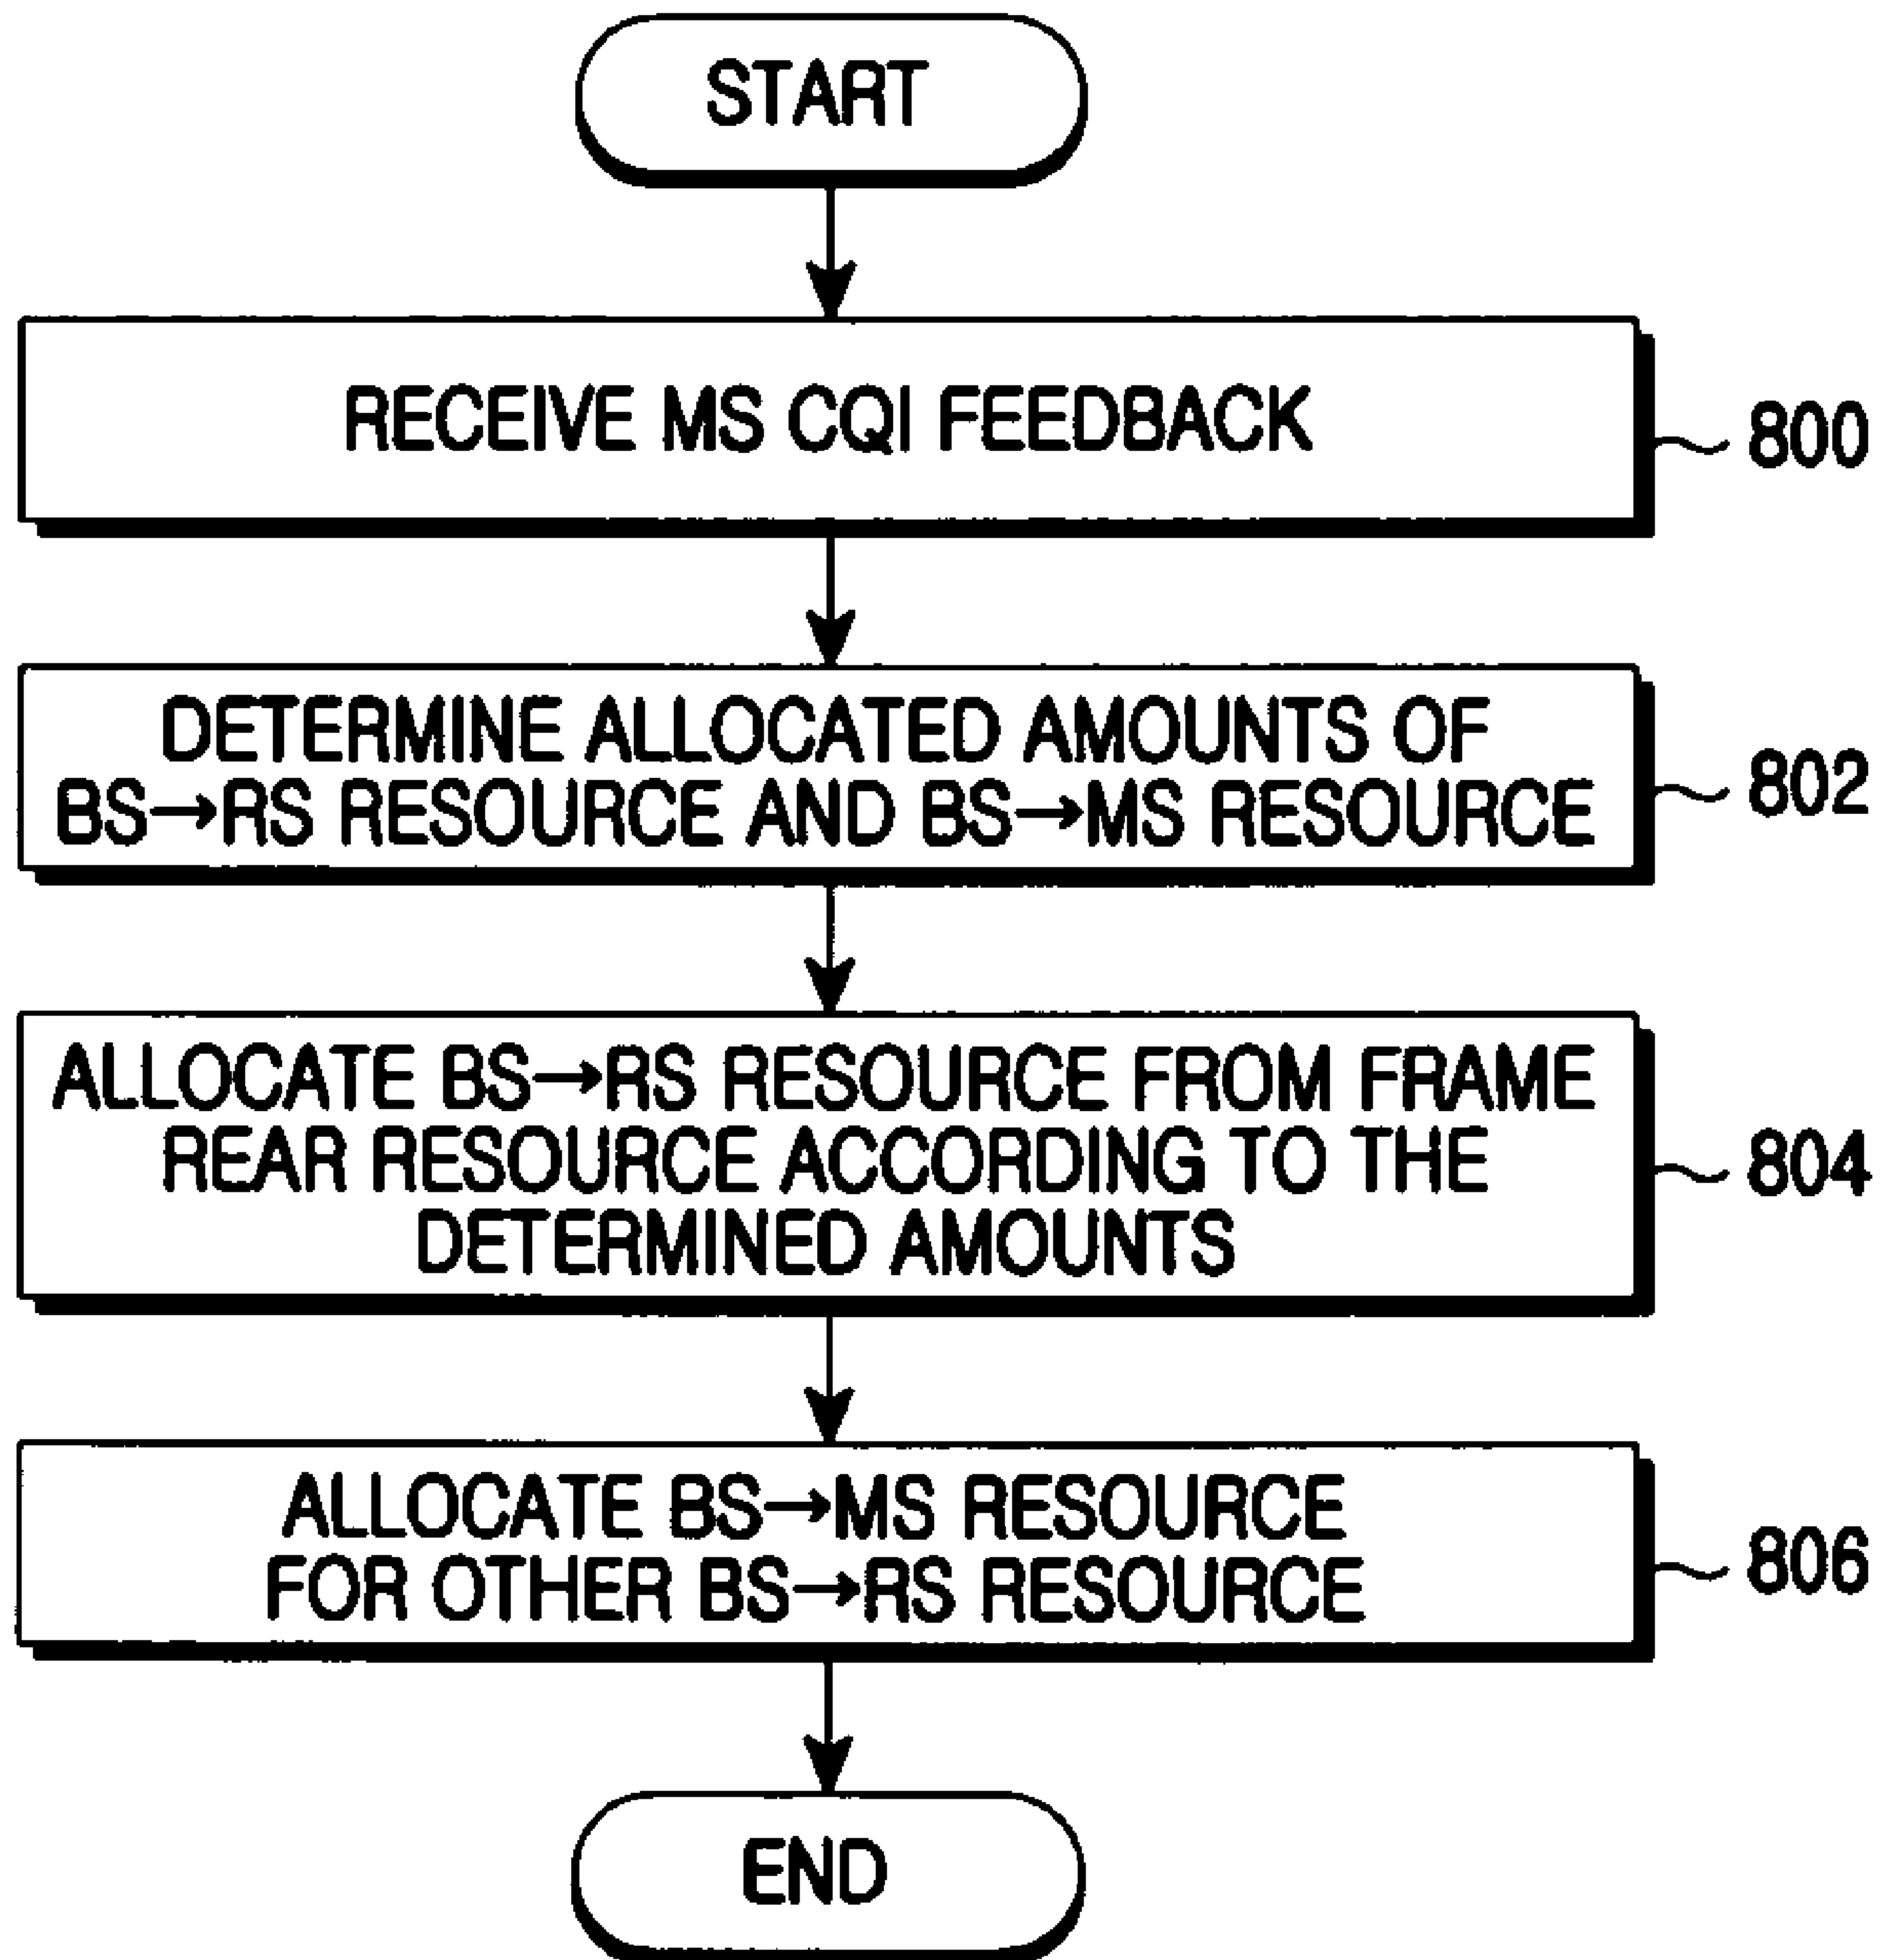 START
RECEIVE MS CQI FEEDBACK
800
DETERMINE ALLOCATED AMOUNTS OF
BS→RS RESOURCE AND BS→MS RESOURCE
802
ALLOCATE BS→RS RESOURCE FROM FRAME
REAR RESOURCE ACCORDING TO THE
DETERMINED AMOUNTS
804
ALLOCATE BS→MS RESOURCE
FOR OTHER BS→RS RESOURCE
806
END